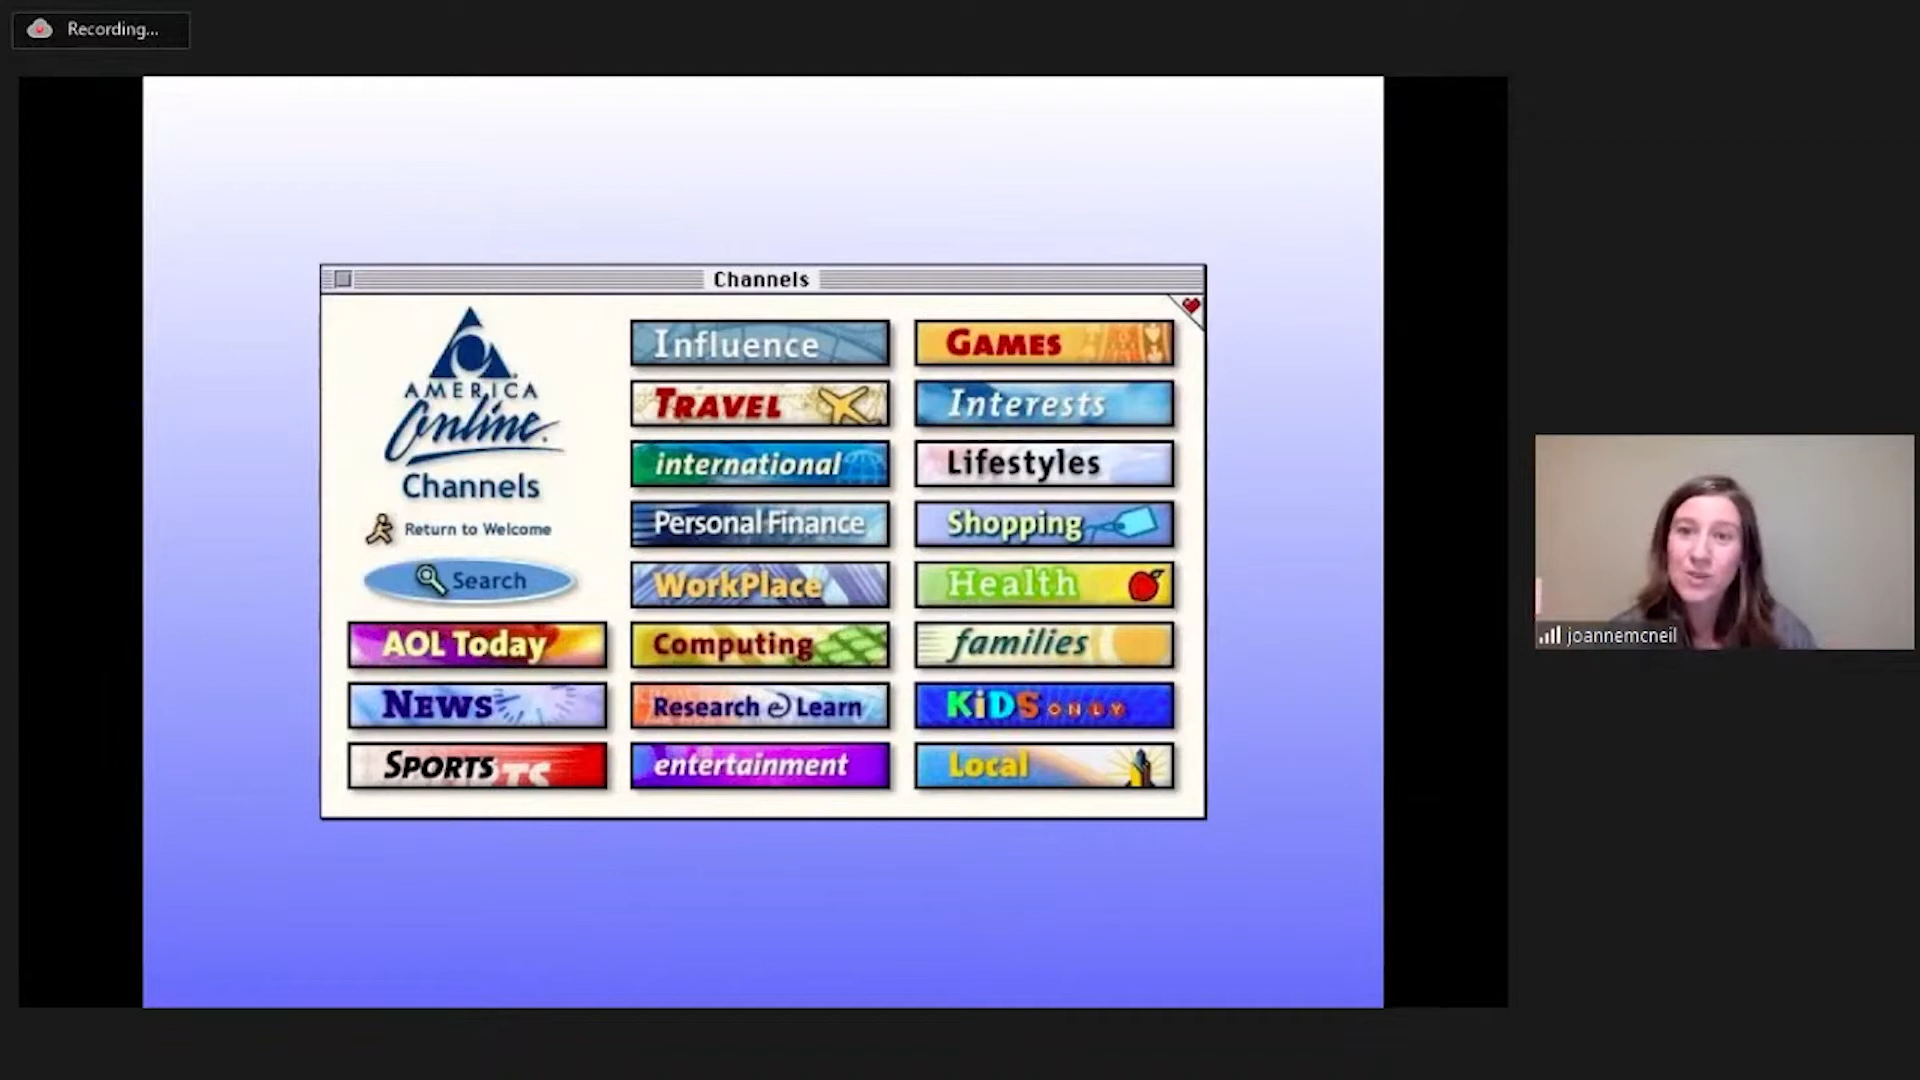 Recording...
Channels
AMERICA
Online
Channels
Return to Welcome
Search
AOL Today
NEWS
SPORTS
TS
Influence
TRAVEL
international
Personal Finance
WorkPlace
Computing
Research & Learn
entertainment
GAMES
Interests
Lifestyles
Shopping
Health
families
KiDS ONLY
Local
joannemcneil